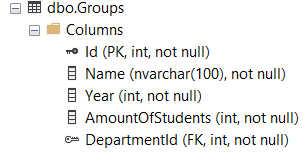 dbo.Groups
Columns
Id (PK, int, not null)
Name (nvarchar(100), not null)
Year (int, not null)
AmountOfStudents (int, not null)
DepartmentId (FK, int, not null)